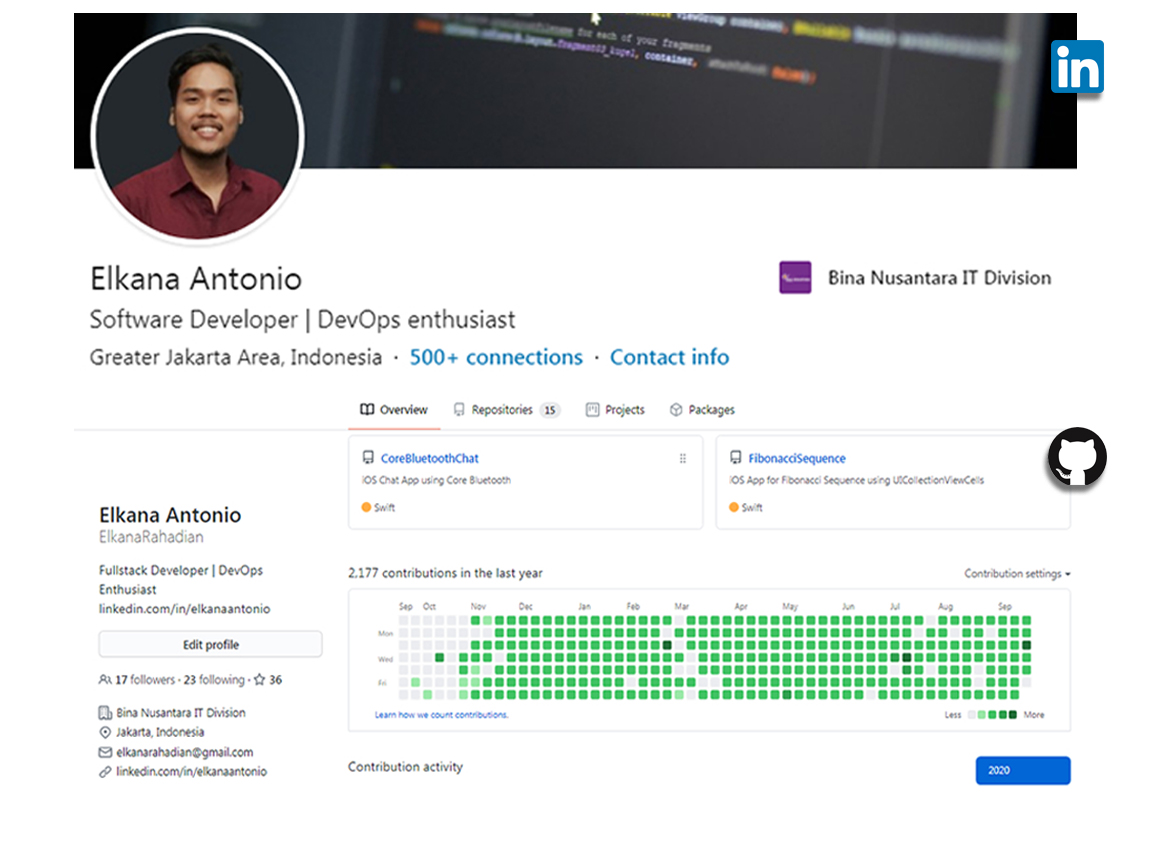 for each of your fragments
container,
in
Elkana Antonio
Bina Nusantara IT Division
Software Developer | DevOps enthusiast
Greater Jakarta Area, Indonesia · 500+ connections · Contact info
Overview Repositories 15 Projects Packages
CoreBluetoothChat
iOS Chat App using Core Bluetooth
Swift
FibonacciSequence
iOS App for Fibonacci Sequence using UICollectionViewCells
Swift
Elkana Antonio
ElkanaRahadian
Fullstack Developer | DevOps
Enthusiast
linkedin.com/in/elkanaantonio
Edit profile
17 followers · 23 following · 36
Bina Nusantara IT Division
Jakarta, Indonesia
elkanarahadian@gmail.com
linkedin.com/in/elkanaantonio
2,177 contributions in the last year
Contribution settings
Sep Oct Nov Dec Jan Feb Mar Apr May Jun Jul Aug Sep
Mon
Wed
Fri
Learn how we count contributions.
Less More
Contribution activity
2020